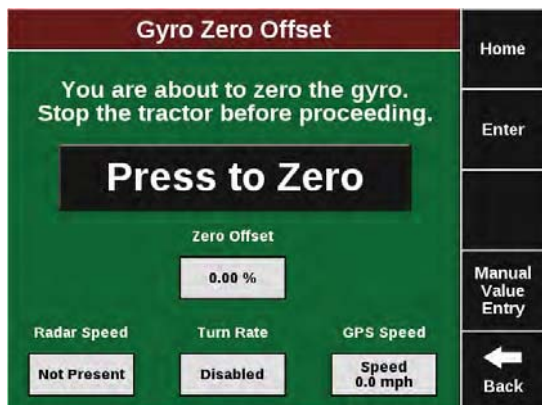 Gyro Zero Offset
You are about to zero the gyro.
Stop the tractor before proceeding.
Press to Zero
Zero Offset
0.00 %
Radar Speed
Turn Rate
GPS Speed
Not Present
Disabled
Speed
0.0 mph
Home
Enter
Manual
Value
Entry
Back